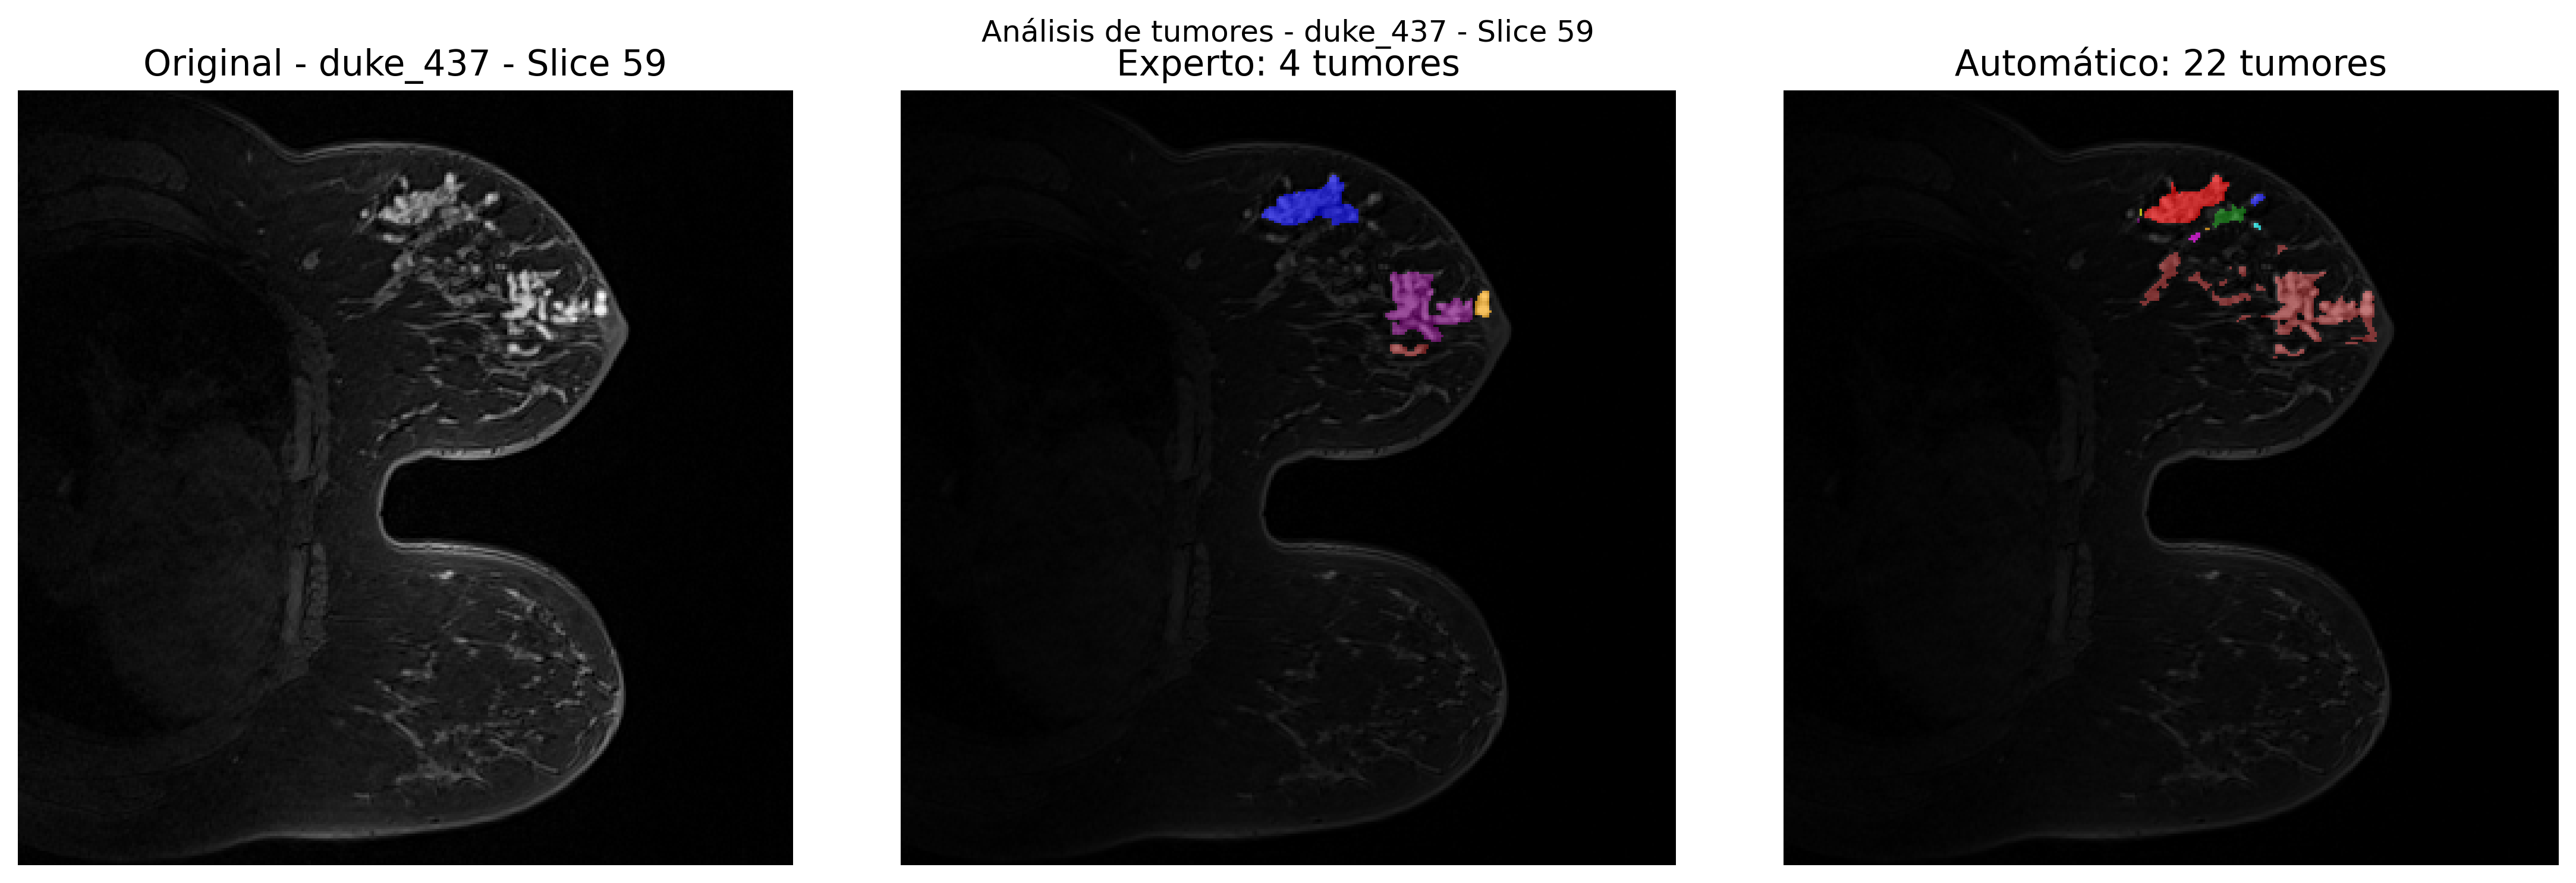 Análisis de tumores - duke_437 - Slice 59
Original - duke_437 - Slice 59
Experto: 4 tumores
Automático: 22 tumores